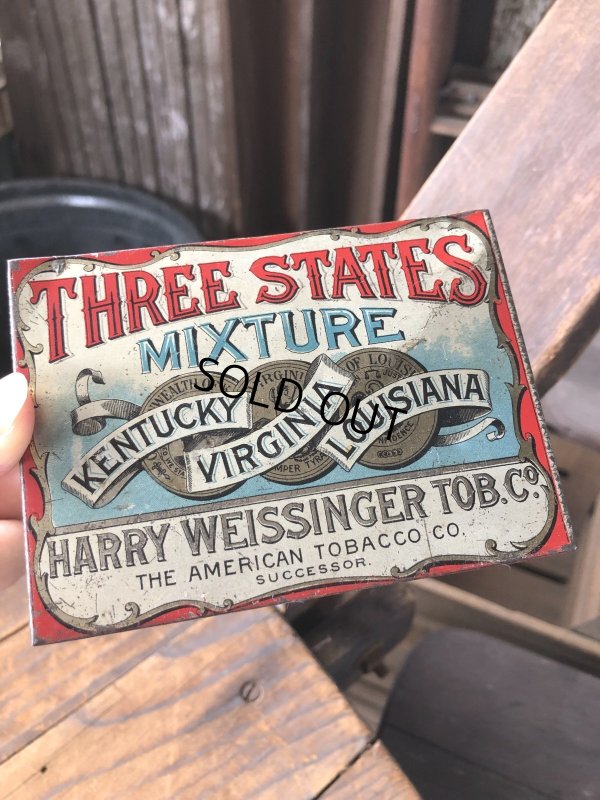 THREE STATES
MIXTURE
SOLD OUT
KENTUCKY VIRGINIA LOUISIANA
HARRY WEISSINGER TOB. Co.
THE AMERICAN TOBACCO CO.
SUCCESSOR.